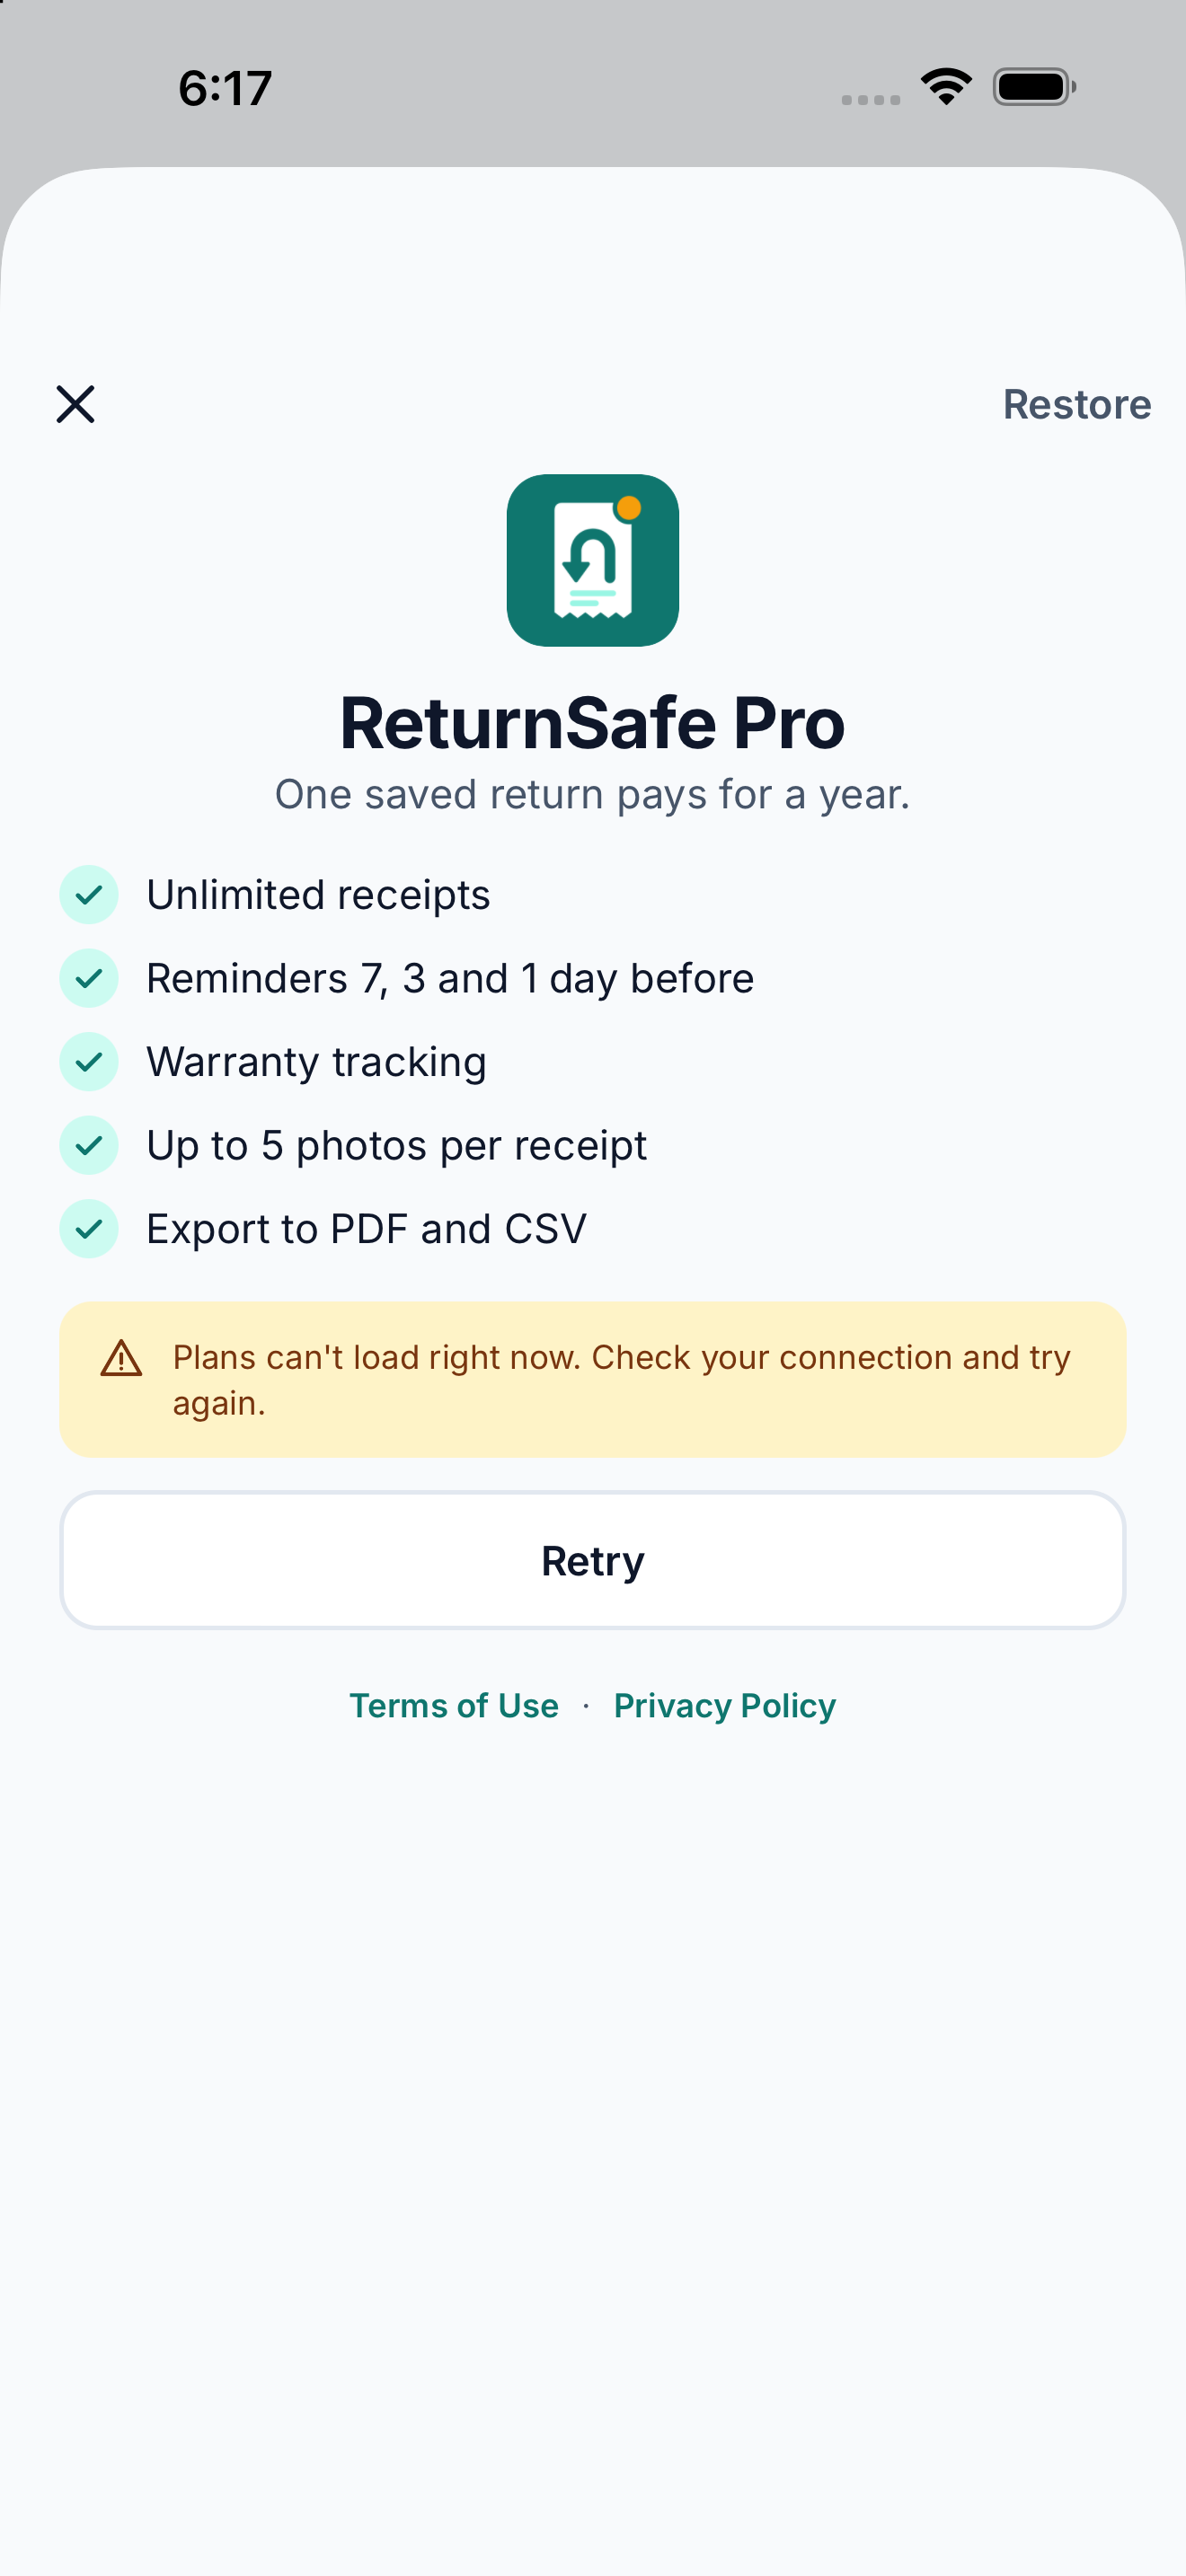 6:17
Restore
ReturnSafe Pro
One saved return pays for a year.
Unlimited receipts
Reminders 7, 3 and 1 day before
Warranty tracking
Up to 5 photos per receipt
Export to PDF and CSV
Plans can't load right now. Check your connection and try
again.
Retry
Terms of Use · Privacy Policy